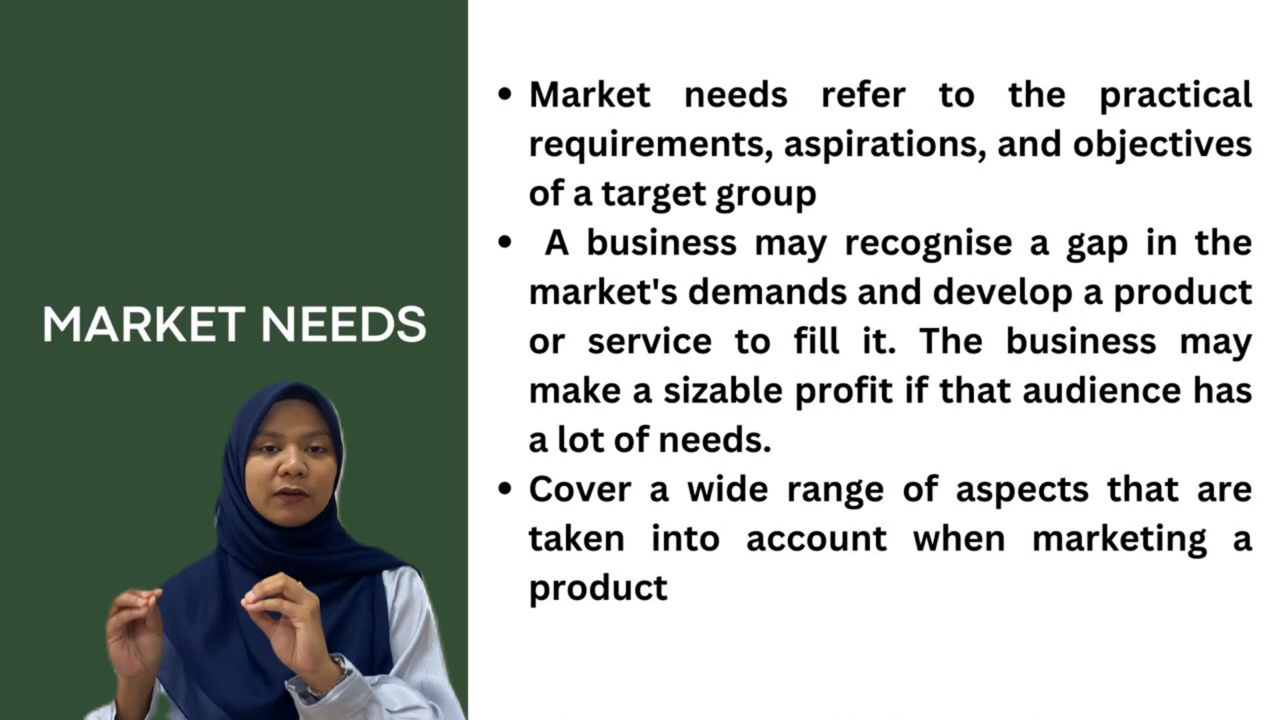 MARKET NEEDS
• Market needs refer to the practical
requirements, aspirations, and objectives
of a target group
• A business may recognise a gap in the
market's demands and develop a product
or service to fill it. The business may
make a sizable profit if that audience has
a lot of needs.
• Cover a wide range of aspects that are
taken into account when marketing a
product